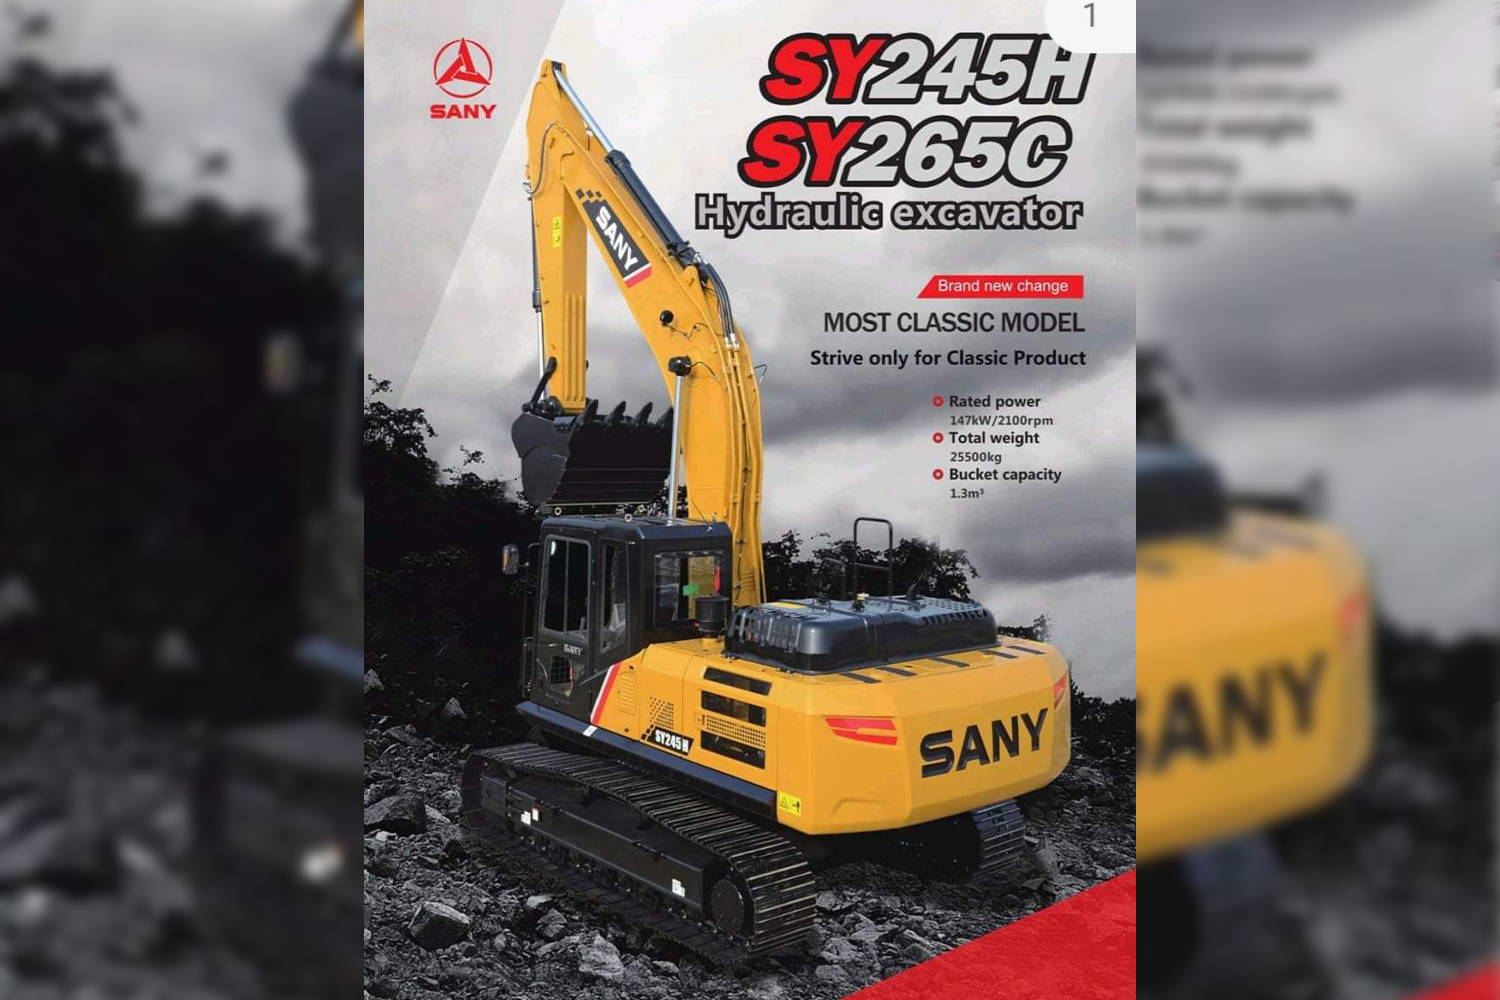 1
SANY
SY245H
SY265C
Hydraulic excavator
Brand new change
MOST CLASSIC MODEL
Strive only for Classic Product
Rated power
147kW/2100rpm
Total weight
25500kg
Bucket capacity
1.3m³
SANY
SANY
SY245H
SANY